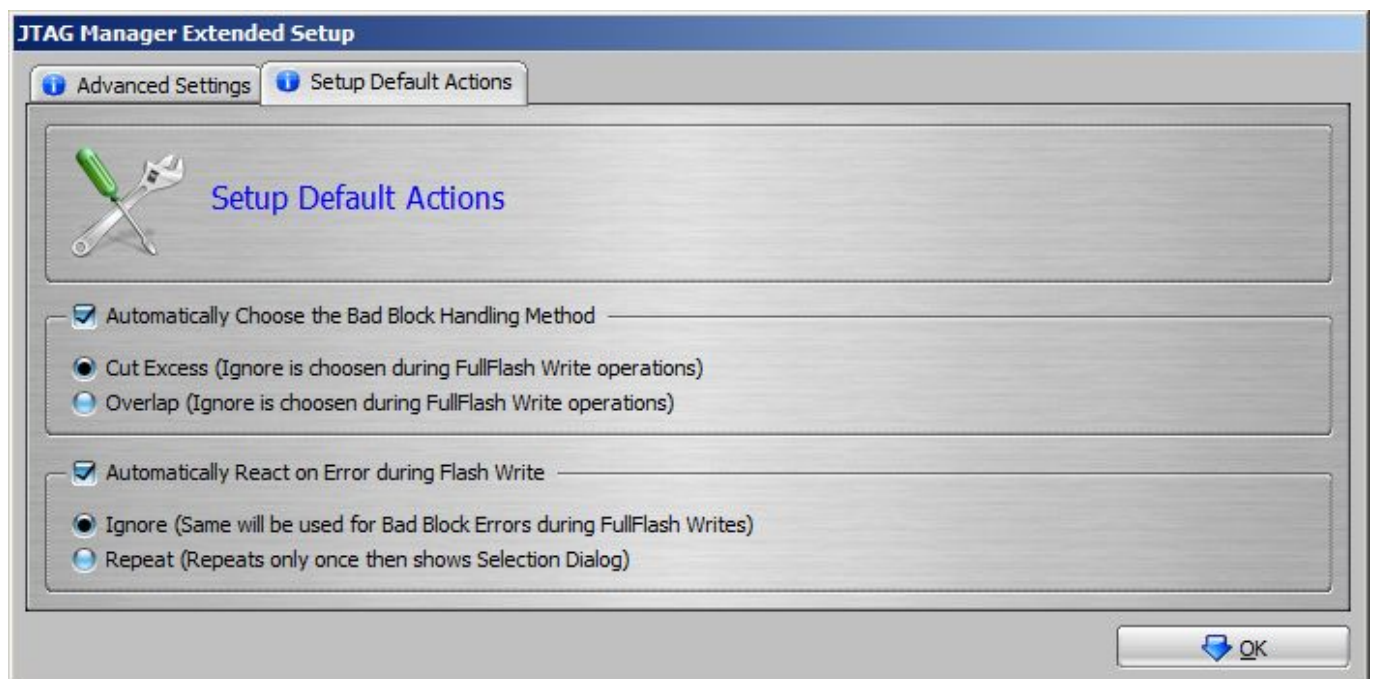 JTAG Manager Extended Setup
Advanced Settings
Setup Default Actions
Setup Default Actions
Automatically Choose the Bad Block Handling Method
Cut Excess (Ignore is choosen during FullFlash Write operations)
Overlap (Ignore is choosen during FullFlash Write operations)
Automatically React on Error during Flash Write
Ignore (Same will be used for Bad Block Errors during FullFlash Writes)
Repeat (Repeats only once then shows Selection Dialog)
OK